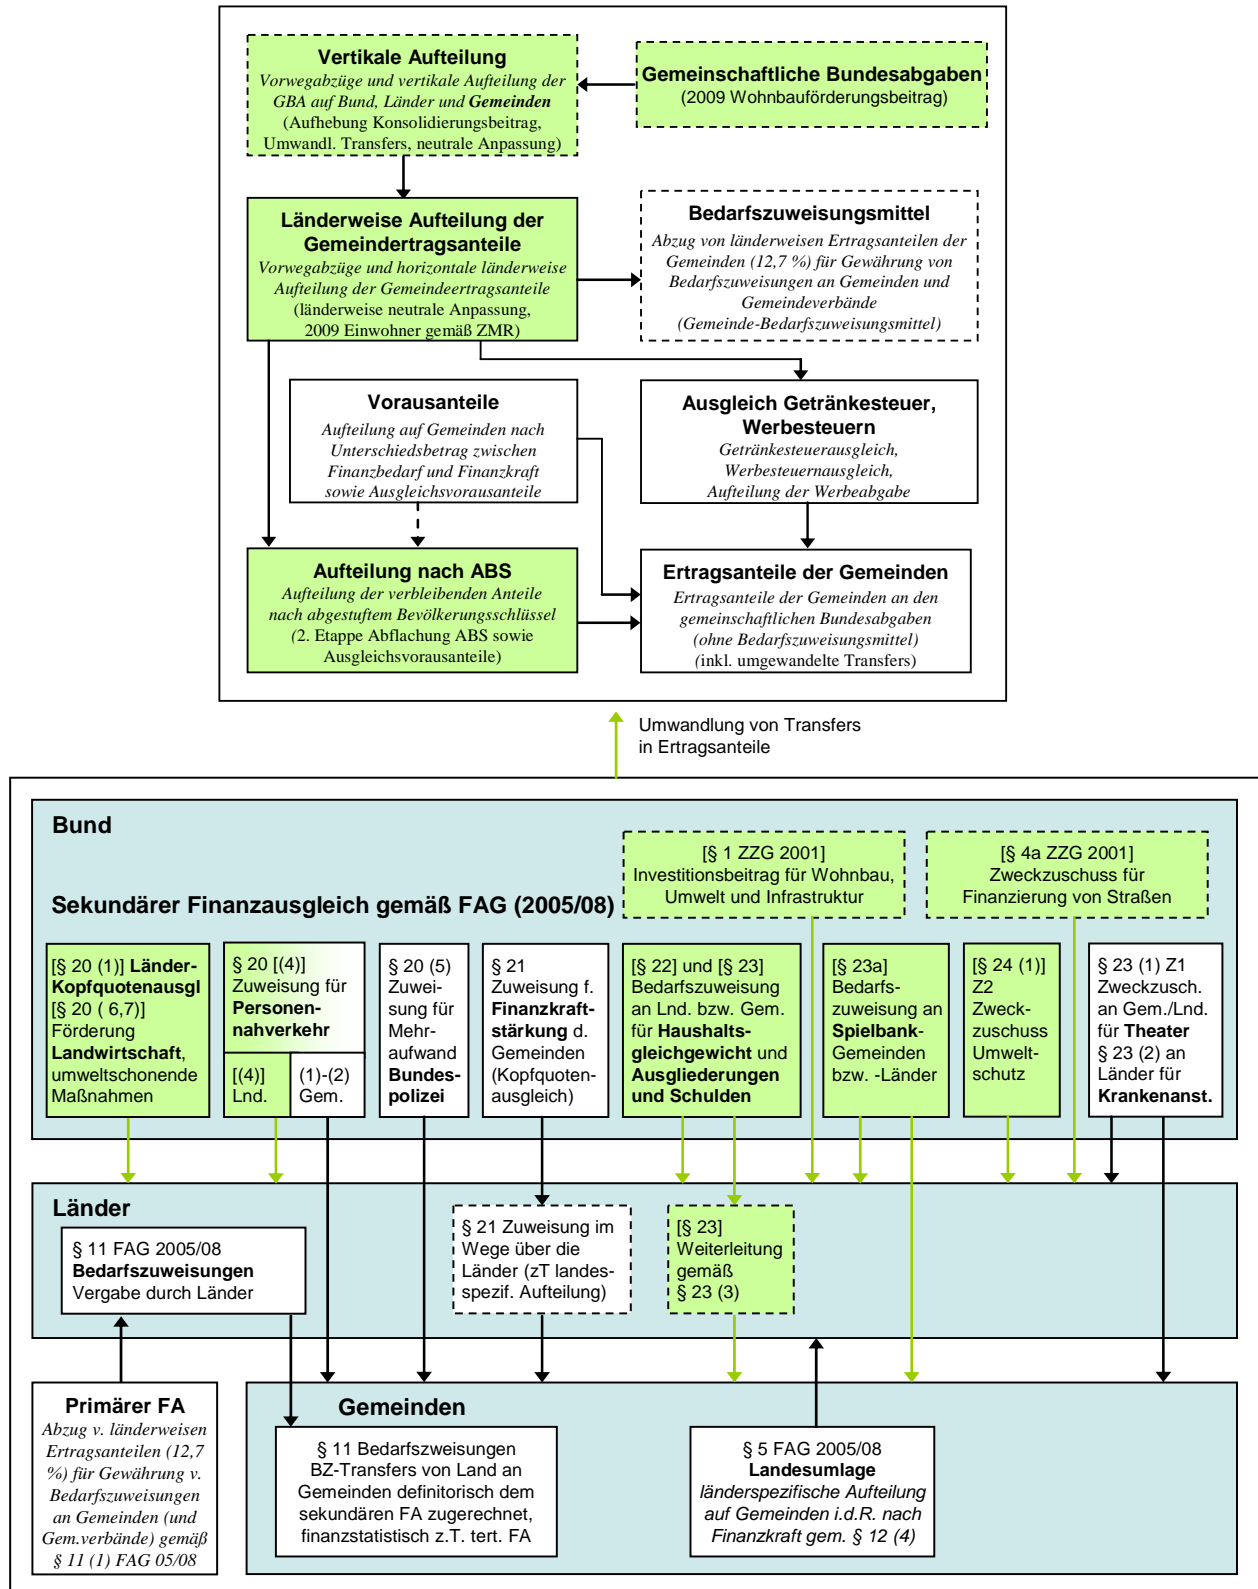 Vertikale Aufteilung
Vorwegabzüge und vertikale Aufteilung der
GBA auf Bund, Länder und Gemeinden
(Aufhebung Konsolidierungsbeitrag,
Umwandl. Transfers, neutrale Anpassung)
Gemeinschaftliche Bundesabgaben
(2009 Wohnbauförderungsbeitrag)
Länderweise Aufteilung der
Gemeindertragsanteile
Vorwegabzüge und horizontale länderweise
Aufteilung der Gemeindeertragsanteile
(länderweise neutrale Anpassung,
2009 Einwohner gemäß ZMR)
Bedarfszuweisungsmittel
Abzug von länderweisen Ertragsanteilen der
Gemeinden (12,7 %) für Gewährung von
Bedarfszuweisungen an Gemeinden und
Gemeindeverbände
(Gemeinde-Bedarfszuweisungsmittel)
Vorausanteile
Aufteilung auf Gemeinden nach
Unterschiedsbetrag zwischen
Finanzbedarf und Finanzkraft
sowie Ausgleichsvorausanteile
Ausgleich Getränkesteuer,
Werbesteuern
Getränkesteuerausgleich,
Werbesteuernausgleich,
Aufteilung der Werbeabgabe
Aufteilung nach ABS
Aufteilung der verbleibenden Anteile
nach abgestuftem Bevölkerungsschlüssel
(2. Etappe Abflachung ABS sowie
Ausgleichsvorausanteile)
Ertragsanteile der Gemeinden
Ertragsanteile der Gemeinden an den
gemeinschaftlichen Bundesabgaben
(ohne Bedarfszuweisungsmittel)
(inkl. umgewandelte Transfers)
Umwandlung von Transfers
in Ertragsanteile
Bund
[§ 1 ZZG 2001]
Investitionsbeitrag für Wohnbau,
Umwelt und Infrastruktur
[§ 4a ZZG 2001]
Zweckzuschuss für
Finanzierung von Straßen
Sekundärer Finanzausgleich gemäß FAG (2005/08)
[§ 20 (1)] Länder-
Kopfquotenausgl
[§ 20 ( 6,7)]
Förderung
Landwirtschaft,
umweltschonende
Maßnahmen
§ 20 [(4)]
Zuweisung für
Personen-
nahverkehr
[(4)]
Lnd.
(1)-(2)
Gem.
§ 20 (5)
Zuwei-
sung für
Mehr-
aufwand
Bundes-
polizei
§ 21
Zuweisung f.
Finanzkraft-
stärkung d.
Gemeinden
(Kopfquoten-
ausgleich)
[§ 22] und [§ 23]
Bedarfszuweisung
an Lnd. bzw. Gem.
für Haushalts-
gleichgewicht und
Ausgliederungen
und Schulden
[§ 23a]
Bedarfs-
zuweisung an
Spielbank-
Gemeinden
bzw. -Länder
[§ 24 (1)]
Z2
Zweck-
zuschuss
Umwelt-
schutz
§ 23 (1) Z1
Zweckzusch.
an Gem./Lnd.
für Theater
§ 23 (2) an
Länder für
Krankenanst.
Länder
§ 11 FAG 2005/08
Bedarfszuweisungen
Vergabe durch Länder
§ 21 Zuweisung im
Wege über die
Länder (zT landes-
spezif. Aufteilung)
[§ 23]
Weiterleitung
gemäß
§ 23 (3)
Primärer FA
Abzug v. länderweisen
Ertragsanteilen (12,7
%) für Gewährung v.
Bedarfszuweisungen
an Gemeinden (und
Gem.verbände) gemäß
§ 11 (1) FAG 05/08
Gemeinden
§ 11 Bedarfszweisungen
BZ-Transfers von Land an
Gemeinden definitorisch dem
sekundären FA zugerechnet,
finanzstatistisch z.T. tert. FA
§ 5 FAG 2005/08
Landesumlage
länderspezifische Aufteilung
auf Gemeinden i.d.R. nach
Finanzkraft gem. § 12 (4)